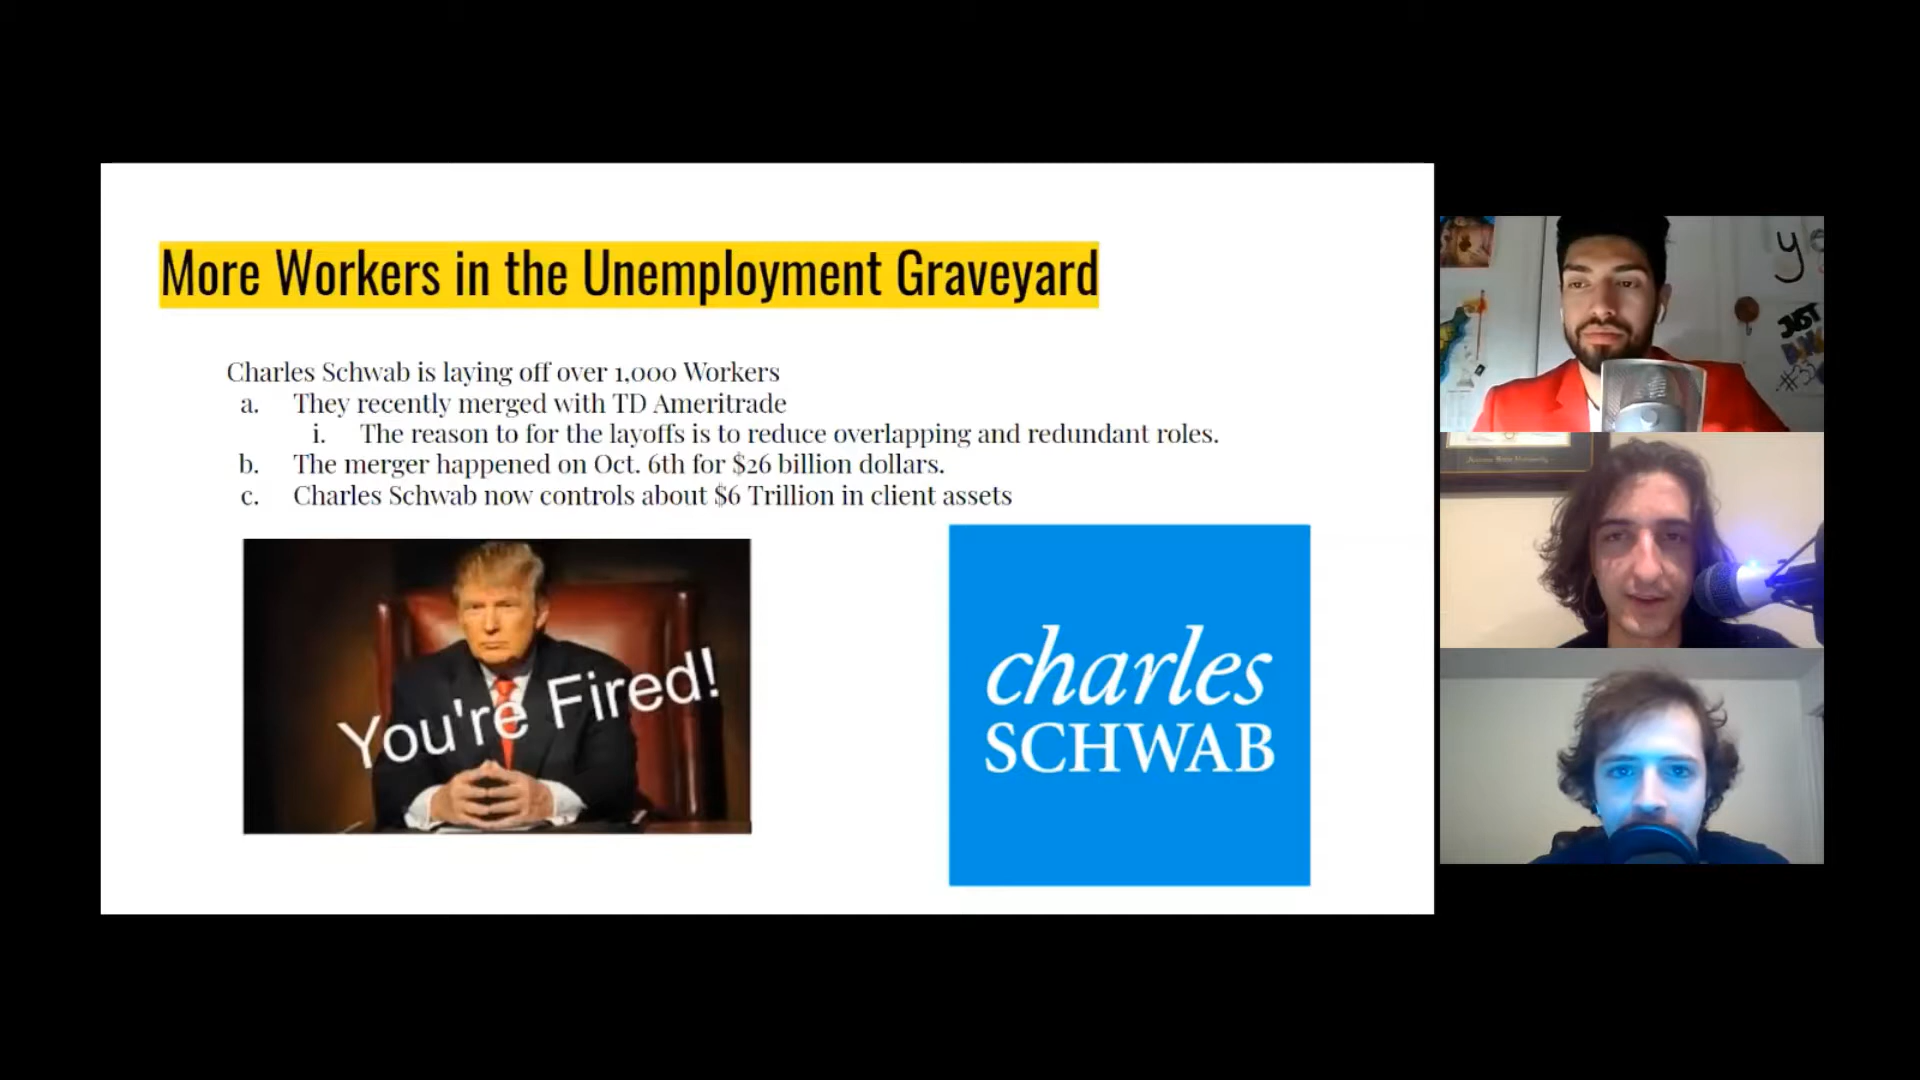 More Workers in the Unemployment Graveyard
Charles Schwab is laying off over 1,000 Workers
a. They recently merged with TD Ameritrade
i. The reason to for the layoffs is to reduce overlapping and redundant roles.
b. The merger happened on Oct. 6th for $26 billion dollars.
c. Charles Schwab now controls about $6 Trillion in client assets
You're Fired!
charles
SCHWAB
JUST